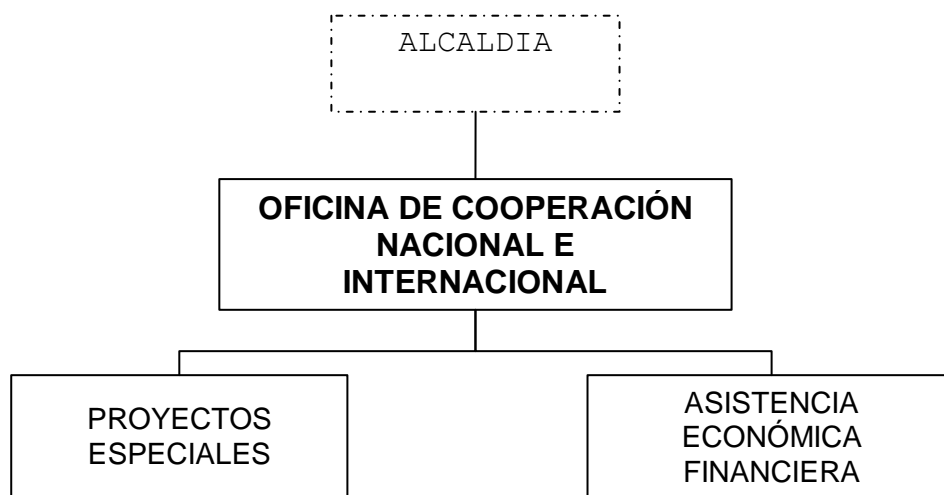 ALCALDIA
OFICINA DE COOPERACIÓN
NACIONAL E
INTERNACIONAL
PROYECTOS
ESPECIALES
ASISTENCIA
ECONÓMICA
FINANCIERA